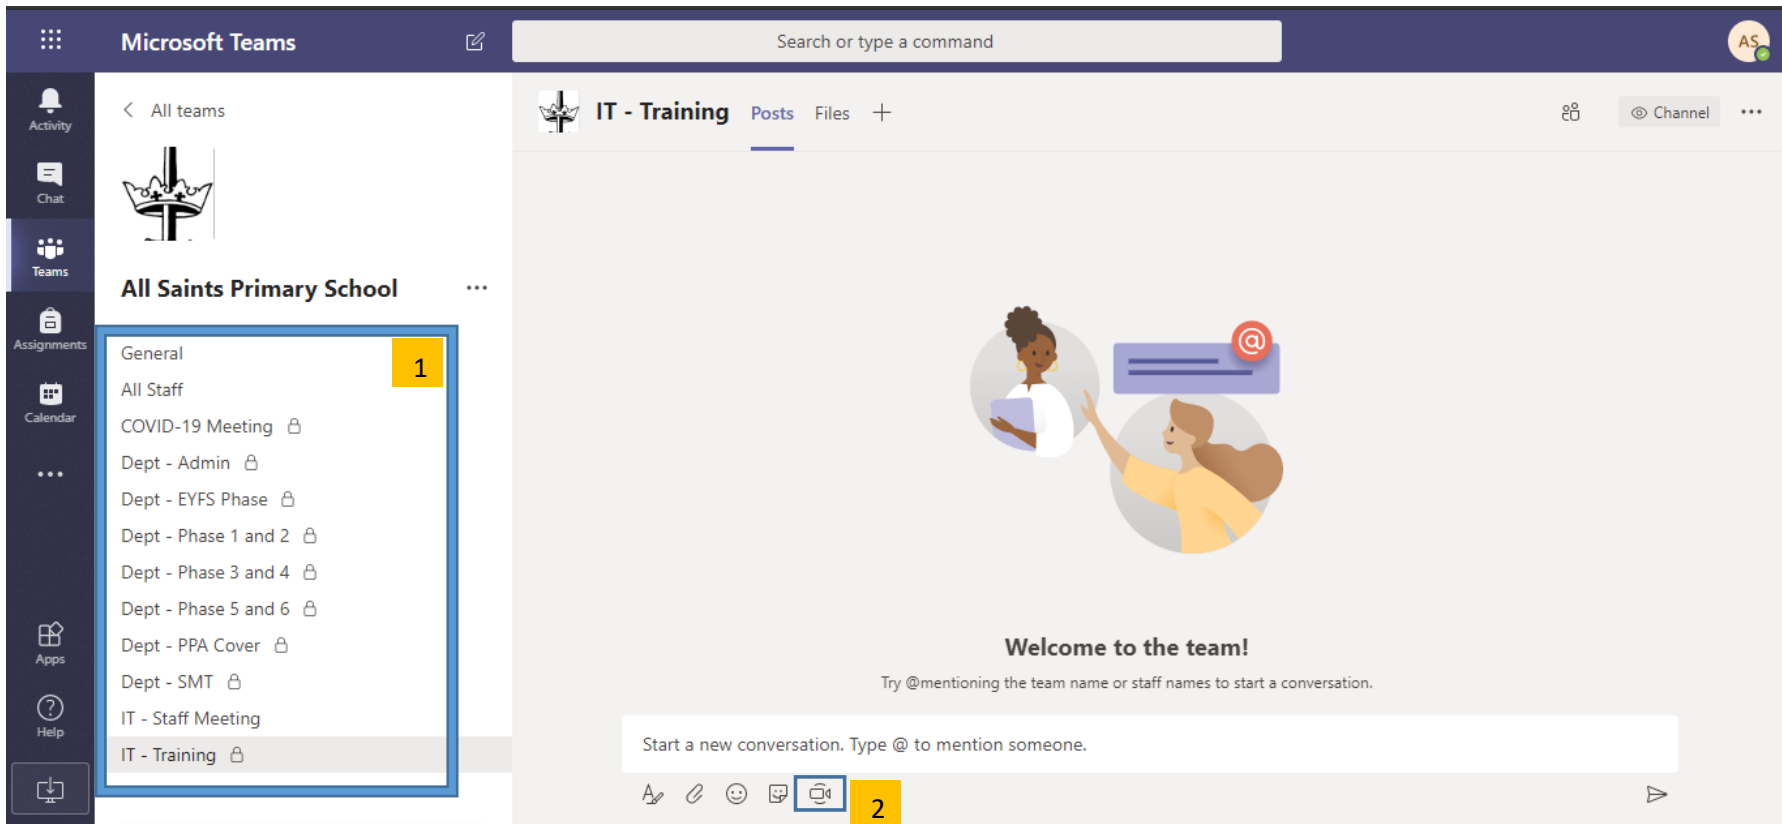 Microsoft Teams
Search or type a command
AS
Activity
Chat
Teams
Assignments
Calendar
Apps
Help
All teams
All Saints Primary School
1
General
All Staff
COVID-19 Meeting
Dept - Admin
Dept - EYFS Phase
Dept - Phase 1 and 2
Dept - Phase 3 and 4
Dept - Phase 5 and 6
Dept - PPA Cover
Dept - SMT
IT - Staff Meeting
IT - Training
IT - Training Posts Files
Channel
@
Welcome to the team!
Try @mentioning the team name or staff names to start a conversation.
Start a new conversation. Type @ to mention someone.
2